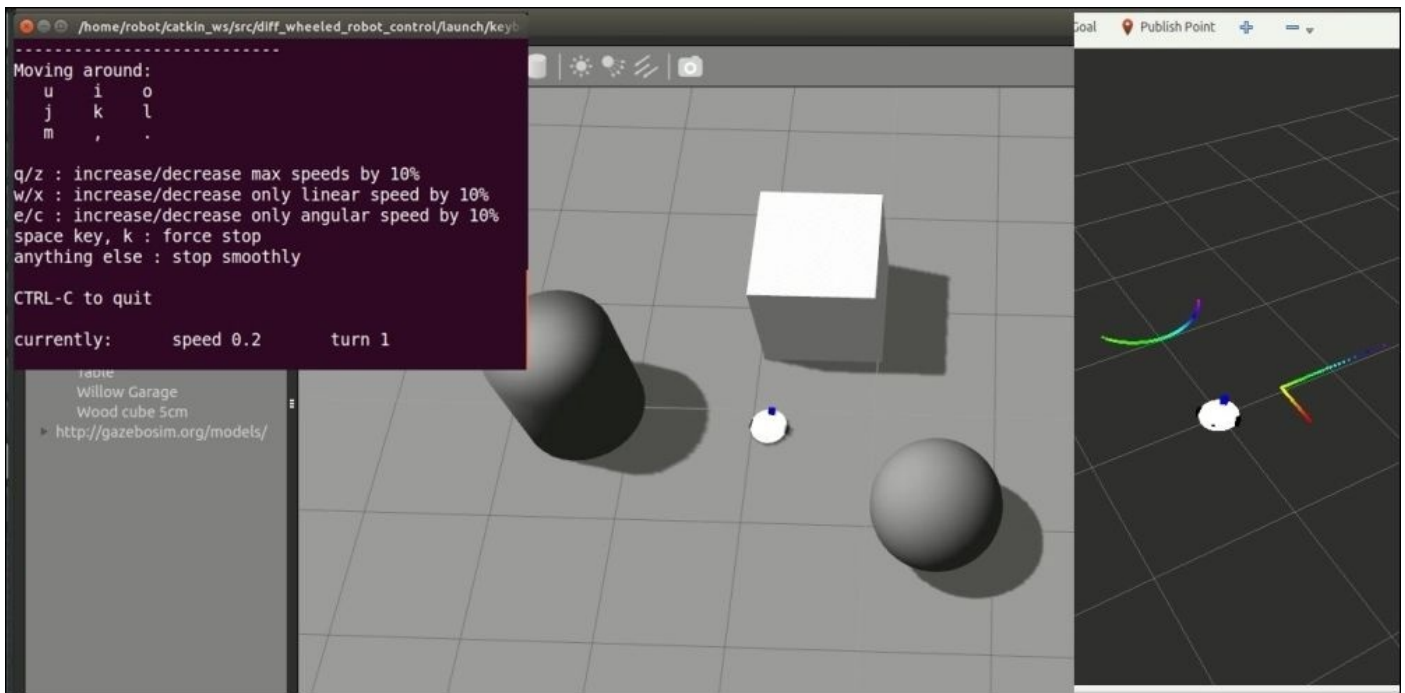 /home/robot/catkin_ws/src/diff_wheeled_robot_control/launch/keyb
---------------------------
Moving around:
u i o
j k l
m , .
q/z : increase/decrease max speeds by 10%
w/x : increase/decrease only linear speed by 10%
e/c : increase/decrease only angular speed by 10%
space key, k : force stop
anything else : stop smoothly
CTRL-C to quit
currently: speed 0.2 turn 1
Table
Willow Garage
Wood cube 5cm
http://gazebosim.org/models/
Goal Publish Point